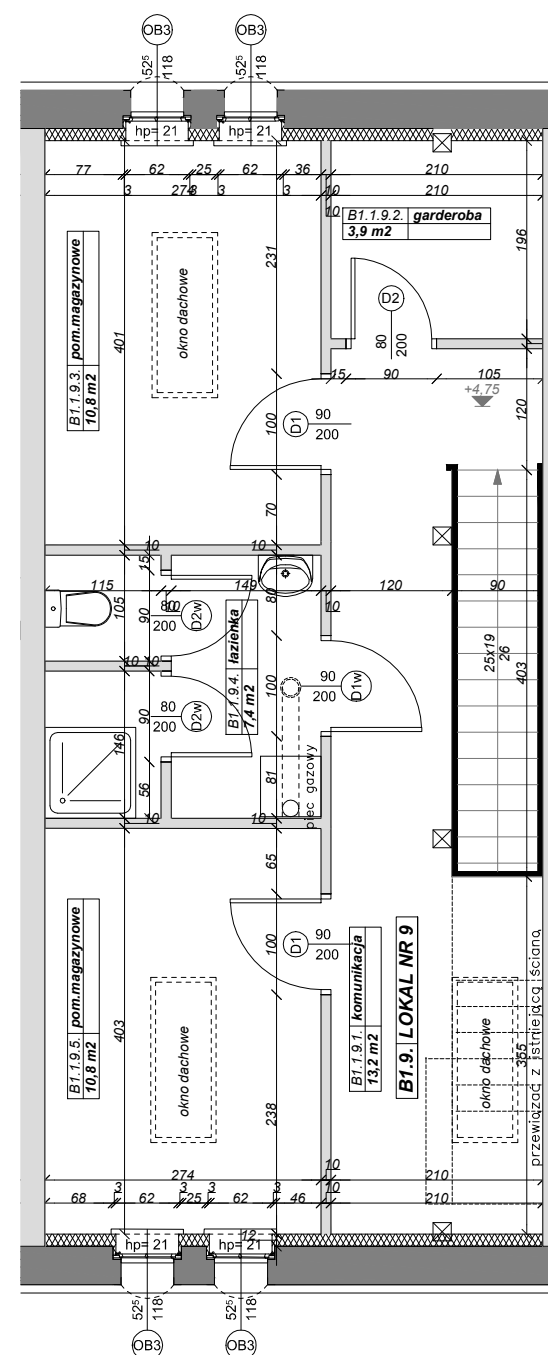 OB3 OB3
52⁵ 118 52⁵ 118
hp= 21 hp= 21
77 62 25 62 36 210
3 274 8 3 3 10 210
10
B1.1.9.2. garderoba
3,9 m2
196
231
B1.1.9.3. pom.magazynowe
10,8 m2
401
okno dachowe
D2
80
200
15 90 105
+4,75
120
D1
90
200
100
70
10 10
15
115 149 120 90
105
90
10
80
200
D2w
80
10
B1.1.9.4. łazienka
7,4 m2
25x19
26
403
10 10
90
200
D1w
100
80
200
D2w
90
146
56
81
piec gazowy
10 10
65
B1.1.9.5. pom.magazynowe
10,8 m2
403
okno dachowe
D1
90
200
100
B1.1.9.1. komunikacja
13,2 m2
B1.9. LOKAL NR 9
okno dachowe
355
przewiązać z istniejącą ścianą
238
274 10 210
68 3 62 3 25 3 62 3 46 10 210
12
hp= 21 hp= 21
52⁵ 118 52⁵ 118
OB3 OB3